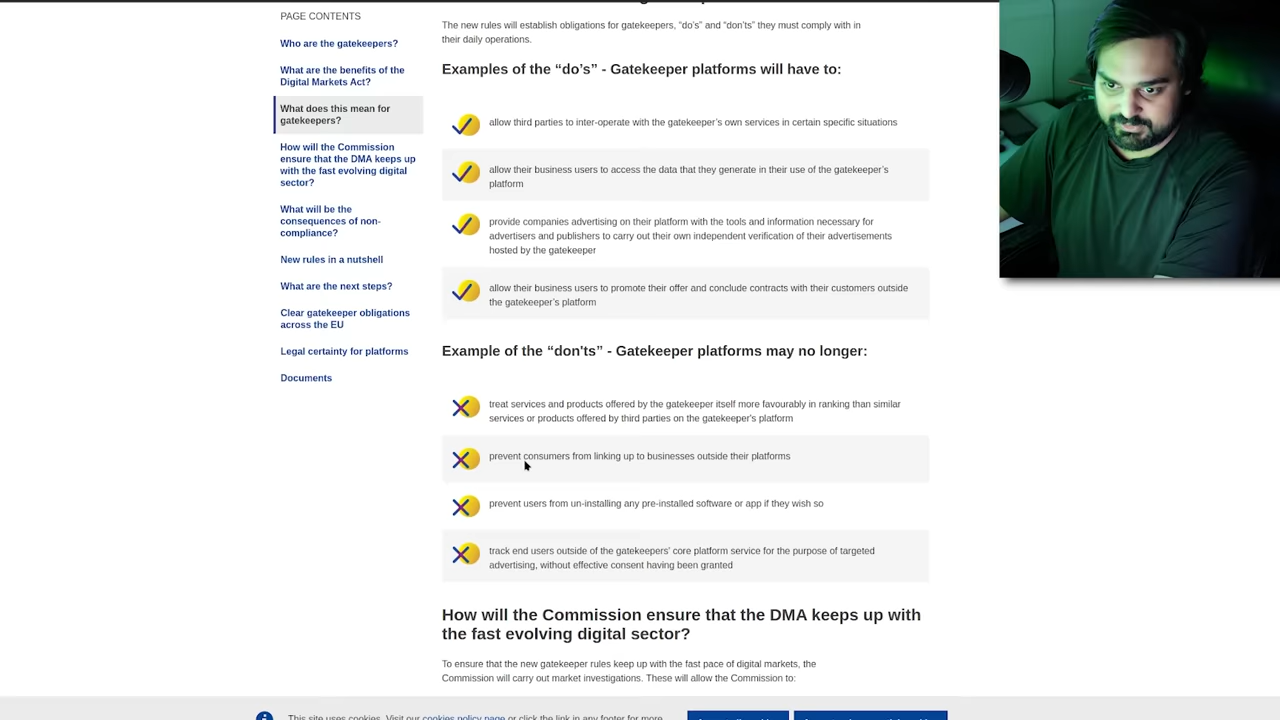 PAGE CONTENTS
Who are the gatekeepers?
What are the benefits of the
Digital Markets Act?
What does this mean for
gatekeepers?
How will the Commission
ensure that the DMA keeps up
with the fast evolving digital
sector?
What will be the
consequences of non-
compliance?
New rules in a nutshell
What are the next steps?
Clear gatekeeper obligations
across the EU
Legal certainty for platforms
Documents
The new rules will establish obligations for gatekeepers, “do’s” and “don’ts” they must comply with in
their daily operations.
Examples of the “do’s” - Gatekeeper platforms will have to:
allow third parties to inter-operate with the gatekeeper’s own services in certain specific situations
allow their business users to access the data that they generate in their use of the gatekeeper’s
platform
provide companies advertising on their platform with the tools and information necessary for
advertisers and publishers to carry out their own independent verification of their advertisements
hosted by the gatekeeper
allow their business users to promote their offer and conclude contracts with their customers outside
the gatekeeper’s platform
Example of the “don'ts” - Gatekeeper platforms may no longer:
treat services and products offered by the gatekeeper itself more favourably in ranking than similar
services or products offered by third parties on the gatekeeper's platform
prevent consumers from linking up to businesses outside their platforms
prevent users from un-installing any pre-installed software or app if they wish so
track end users outside of the gatekeepers' core platform service for the purpose of targeted
advertising, without effective consent having been granted
How will the Commission ensure that the DMA keeps up with
the fast evolving digital sector?
To ensure that the new gatekeeper rules keep up with the fast pace of digital markets, the
Commission will carry out market investigations. These will allow the Commission to:
This site uses cookies. Visit our cookies policy page or click the link in any footer for more